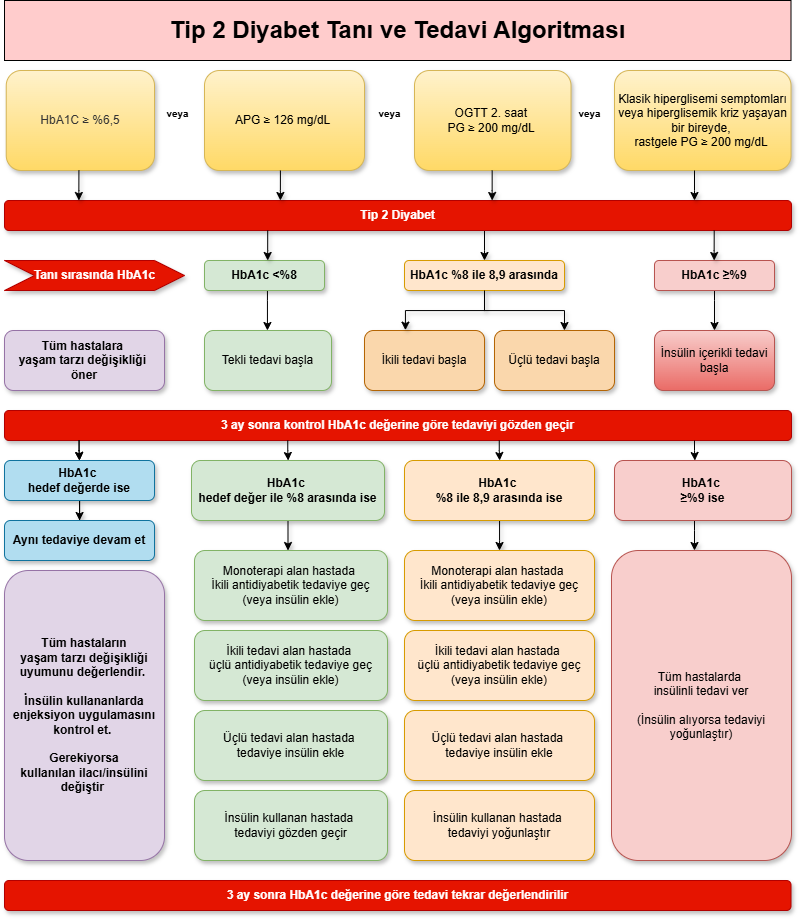 Tip 2 Diyabet Tanı ve Tedavi Algoritması
HbA1C ≥ %6,5
veya
APG ≥ 126 mg/dL
veya
OGTT 2. saat
PG ≥ 200 mg/dL
veya
Klasik hiperglisemi semptomları
veya hiperglisemik kriz yaşayan
bir bireyde,
rastgele PG ≥ 200 mg/dL
Tip 2 Diyabet
Tanı sırasında HbA1c
HbA1c <%8
HbA1c %8 ile 8,9 arasında
HbA1c ≥%9
Tüm hastalara
yaşam tarzı değişikliği
öner
Tekli tedavi başla
İkili tedavi başla
Üçlü tedavi başla
İnsülin içerikli tedavi
başla
3 ay sonra kontrol HbA1c değerine göre tedaviyi gözden geçir
HbA1c
hedef değerde ise
Aynı tedaviye devam et
Tüm hastaların
yaşam tarzı değişikliği
uyumunu değerlendir.
İnsülin kullananlarda
enjeksiyon uygulamasını
kontrol et.
Gerekiyorsa
kullanılan ilacı/insülini
değiştir
HbA1c
hedef değer ile %8 arasında ise
Monoterapi alan hastada
İkili antidiyabetik tedaviye geç
(veya insülin ekle)
İkili tedavi alan hastada
üçlü antidiyabetik tedaviye geç
(veya insülin ekle)
Üçlü tedavi alan hastada
tedaviye insülin ekle
İnsülin kullanan hastada
tedaviyi gözden geçir
HbA1c
%8 ile 8,9 arasında ise
Monoterapi alan hastada
İkili antidiyabetik tedaviye geç
(veya insülin ekle)
İkili tedavi alan hastada
üçlü antidiyabetik tedaviye geç
(veya insülin ekle)
Üçlü tedavi alan hastada
tedaviye insülin ekle
İnsülin kullanan hastada
tedaviyi yoğunlaştır
HbA1c
≥%9 ise
Tüm hastalarda
insülinli tedavi ver
(İnsülin alıyorsa tedaviyi
yoğunlaştır)
3 ay sonra HbA1c değerine göre tedavi tekrar değerlendirilir